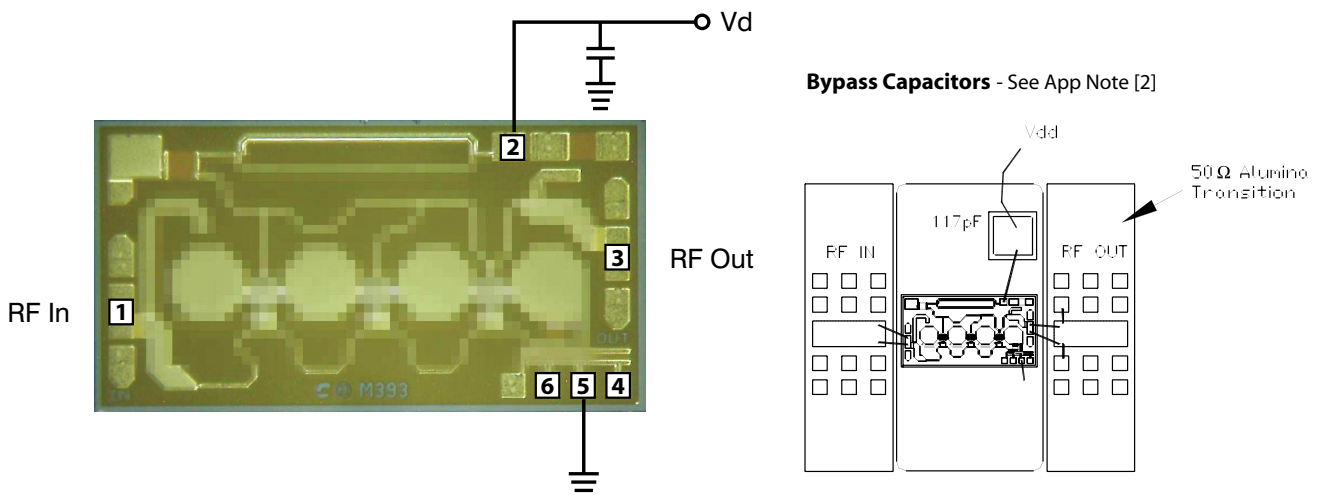 Vd
Bypass Capacitors - See App Note [2]
2
3
1
RF In
RF Out
OUT
IN
M393
6 5 4
Vdd
50Ω Alumina
Transition
117pF
RF IN
RF OUT